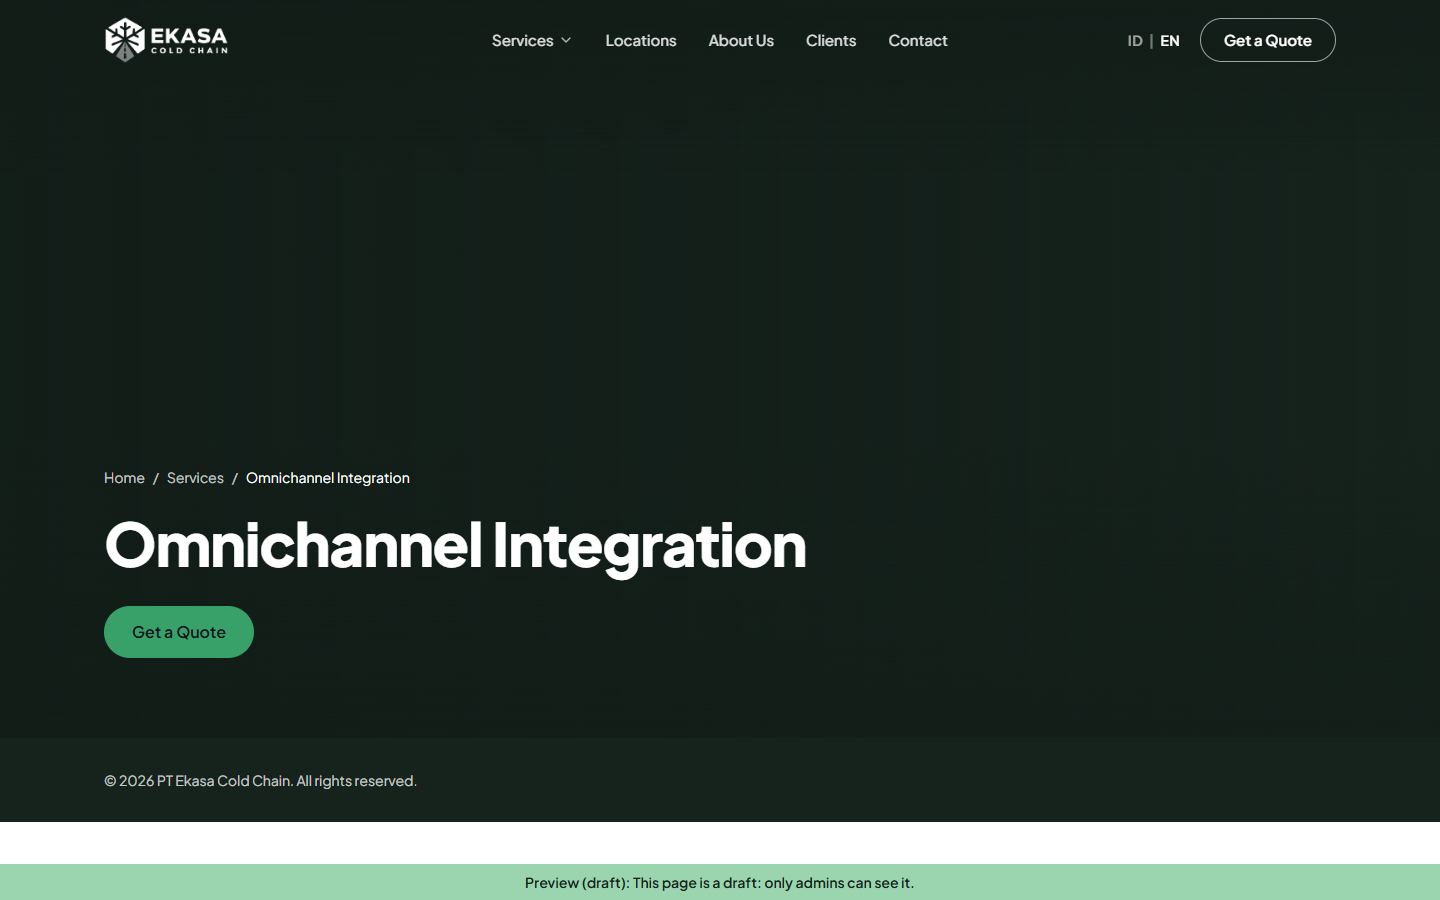 EKASA
COLD CHAIN
Services
Locations
About Us
Clients
Contact
ID | EN
Get a Quote
Home / Services / Omnichannel Integration
Omnichannel Integration
Get a Quote
© 2026 PT Ekasa Cold Chain. All rights reserved.
Preview (draft): This page is a draft: only admins can see it.